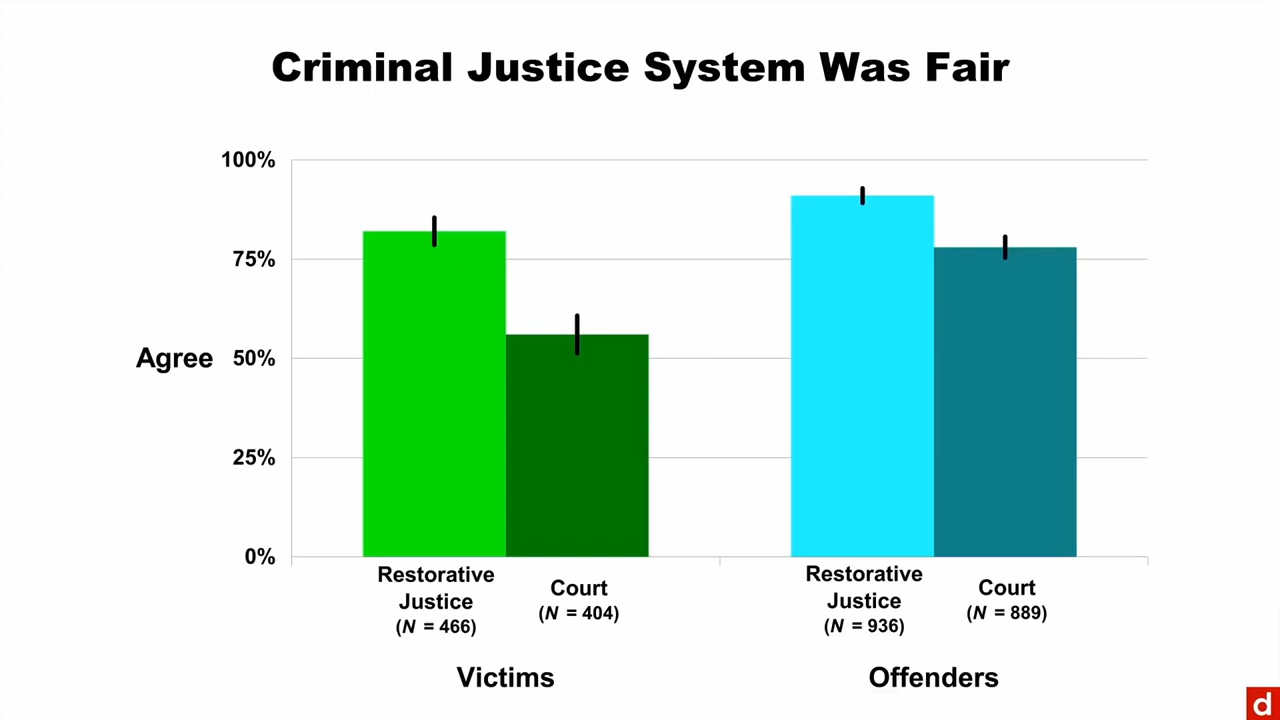 Criminal Justice System Was Fair
100%
75%
Agree 50%
25%
0%
Restorative
Justice
(N = 466)
Court
(N = 404)
Restorative
Justice
(N = 936)
Court
(N = 889)
Victims
Offenders
d